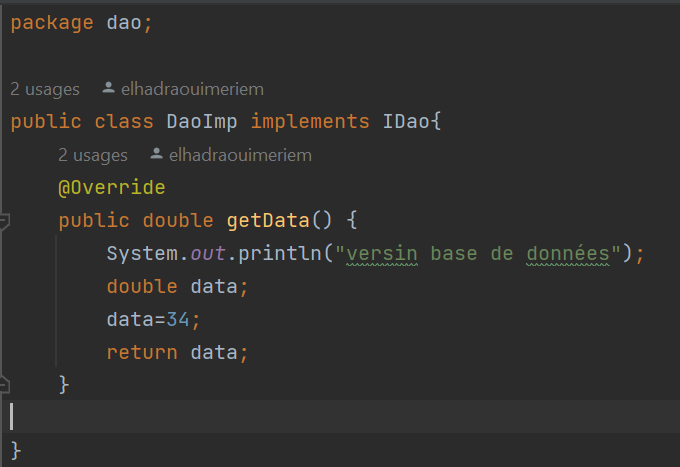 package dao;
2 usages elhadraouimeriem
public class DaoImp implements IDao{
2 usages elhadraouimeriem
@Override
public double getData() {
System.out.println("versin base de données");
double data;
data=34;
return data;
}
}